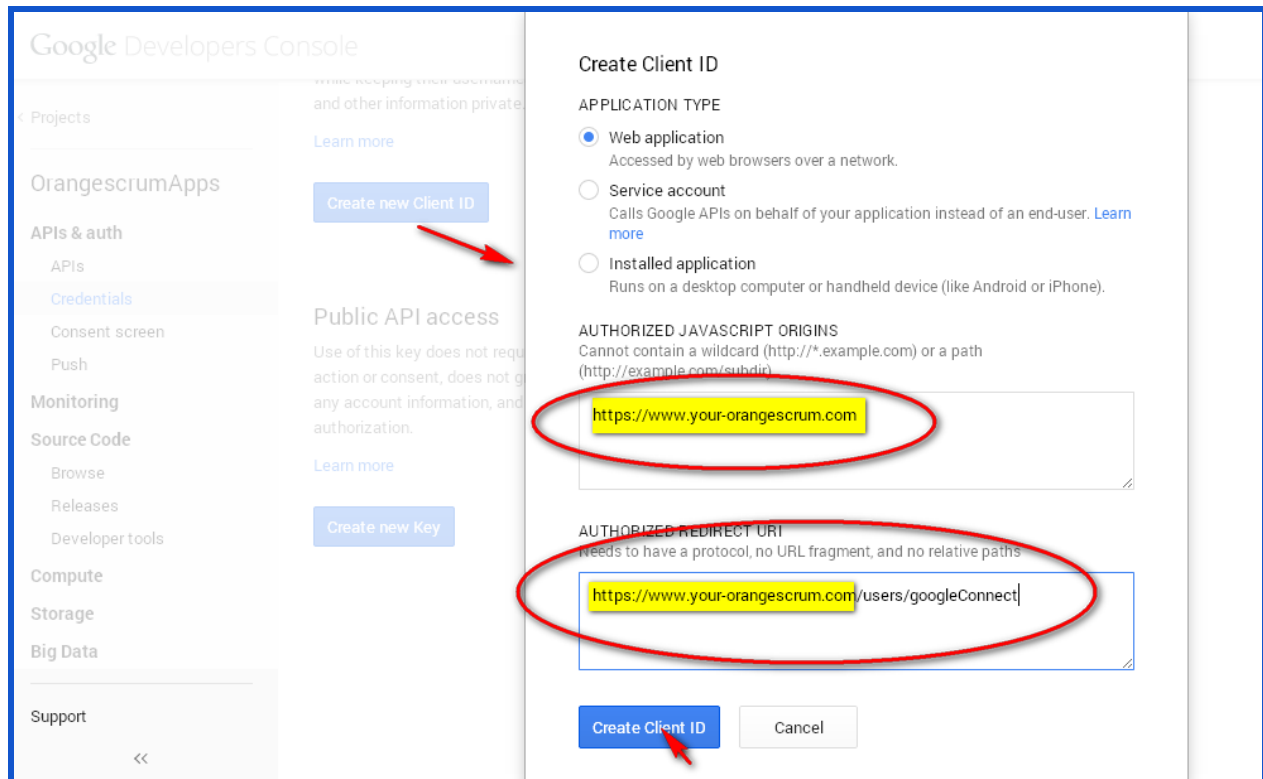 Google Developers Console
< Projects
OrangescrumApps
APIs & auth
APIs
Credentials
Consent screen
Push
Monitoring
Source Code
Browse
Releases
Developer tools
Compute
Storage
Big Data
Support
<<
while keeping their username
and other information private.
Learn more
Create new Client ID
Public API access
Use of this key does not requ
action or consent, does not g
any account information, and
authorization.
Learn more
Create new Key
Create Client ID
APPLICATION TYPE
Web application
Accessed by web browsers over a network.
Service account
Calls Google APIs on behalf of your application instead of an end-user. Learn
more
Installed application
Runs on a desktop computer or handheld device (like Android or iPhone).
AUTHORIZED JAVASCRIPT ORIGINS
Cannot contain a wildcard (http://*.example.com) or a path
(http://example.com/subdir).
https://www.your-orangescrum.com
AUTHORIZED REDIRECT URI
Needs to have a protocol, no URL fragment, and no relative paths
https://www.your-orangescrum.com/users/googleConnect
Create Client ID
Cancel